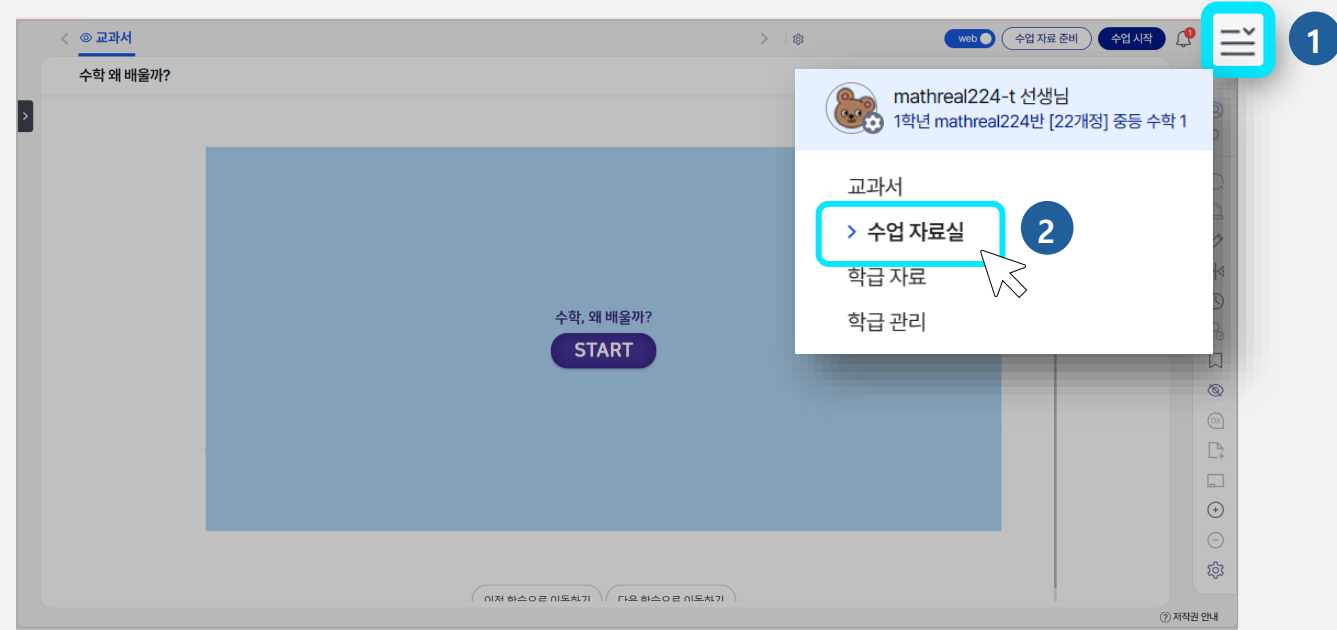 교과서
web
수업 자료 준비
수업 시작
1
수학 왜 배울까?
mathreal224-t 선생님
1학년 mathreal224반 [22개정] 중등 수학 1
교과서
> 수업 자료실
2
학급 자료
학급 관리
수학, 왜 배울까?
START
OX
이전 학습으로 이동하기
다음 학습으로 이동하기
? 저작권 안내